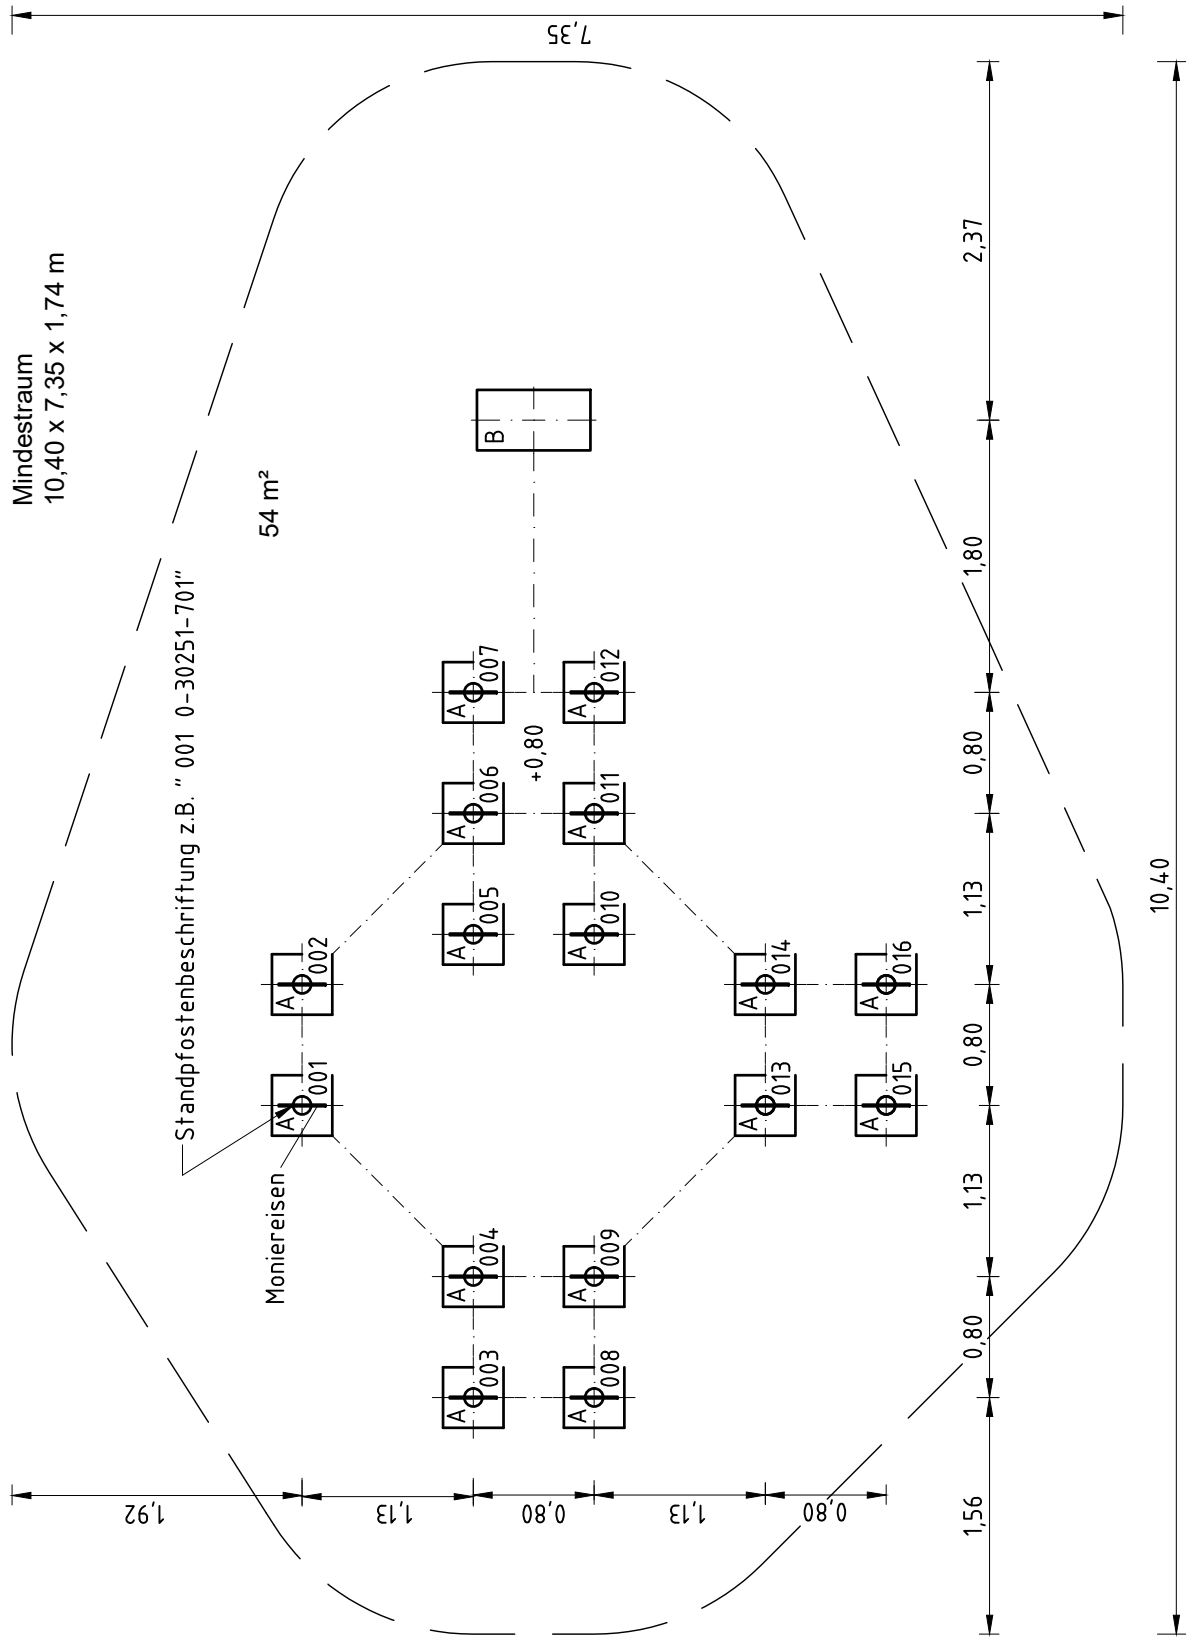 Mindestraum
10,40 x 7,35 x 1,74 m
7,35
54 m²
Standpfostenbeschriftung z.B. " 001 0-30251-701"
Moniereisen
A
001
A
002
A
003
A
004
A
005
A
006
A
007
B
+0,80
A
008
A
009
A
010
A
011
A
012
A
013
A
014
A
015
A
016
1,92
1,13
0,80
1,13
0,80
1,56
0,80
1,13
0,80
1,13
0,80
1,80
2,37
10,40